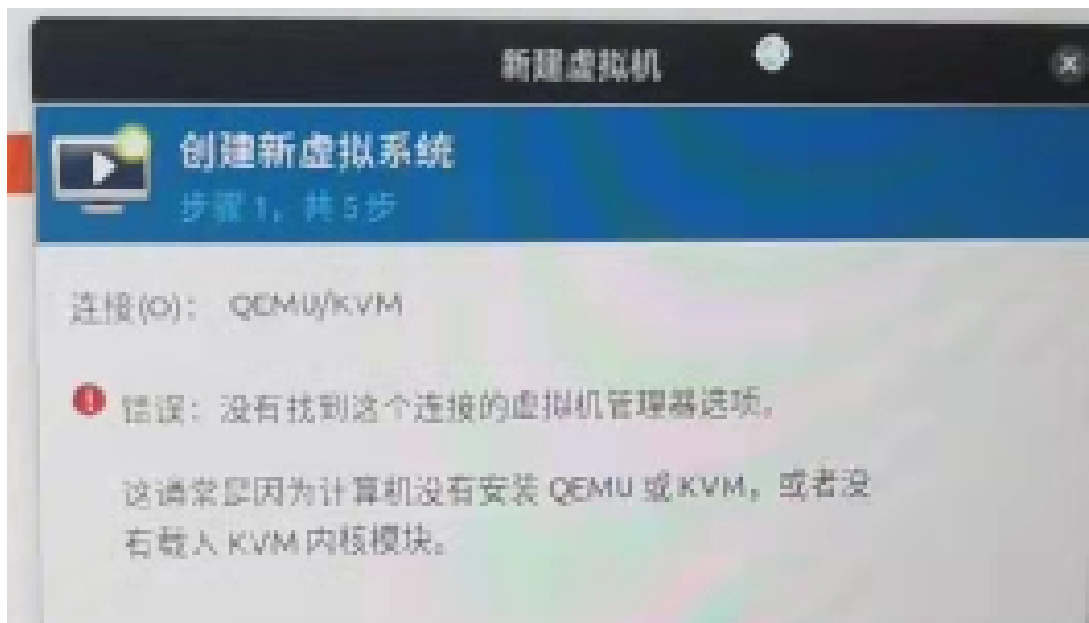 新建虚拟机
创建新虚拟系统
步骤 1，共 5 步
连接(O)： QEMU/KVM
错误：没有找到这个连接的虚拟机管理器选项。
这通常是因为计算机没有安装 QEMU 或 KVM，或者没
有载入 KVM 内核模块。